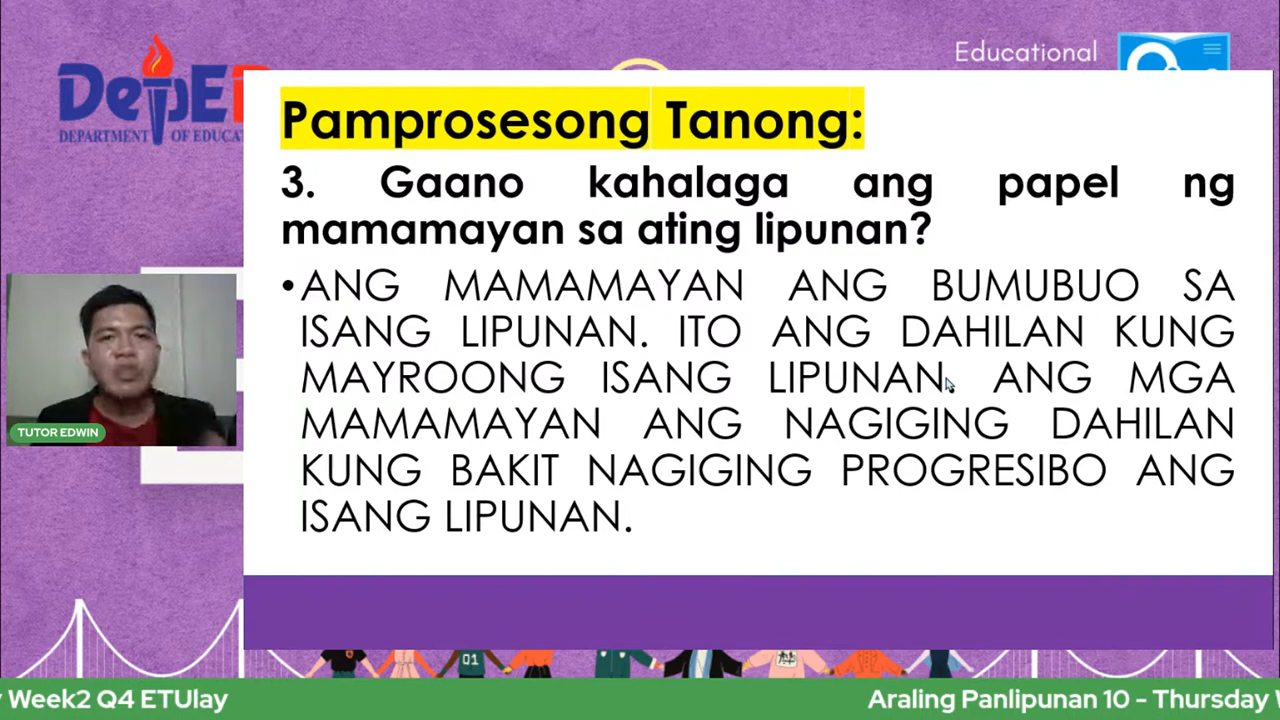 Educational
DepED
DEPARTMENT OF EDUCAT
Pamprosesong Tanong:
3. Gaano kahalaga ang papel ng
mamamayan sa ating lipunan?
•ANG MAMAMAYAN ANG BUMUBUO SA
ISANG LIPUNAN. ITO ANG DAHILAN KUNG
MAYROONG ISANG LIPUNAN. ANG MGA
MAMAMAYAN ANG NAGIGING DAHILAN
KUNG BAKIT NAGIGING PROGRESIBO ANG
ISANG LIPUNAN.
TUTOR EDWIN
01
Week2 Q4 ETUlay
Araling Panlipunan 10 - Thursday